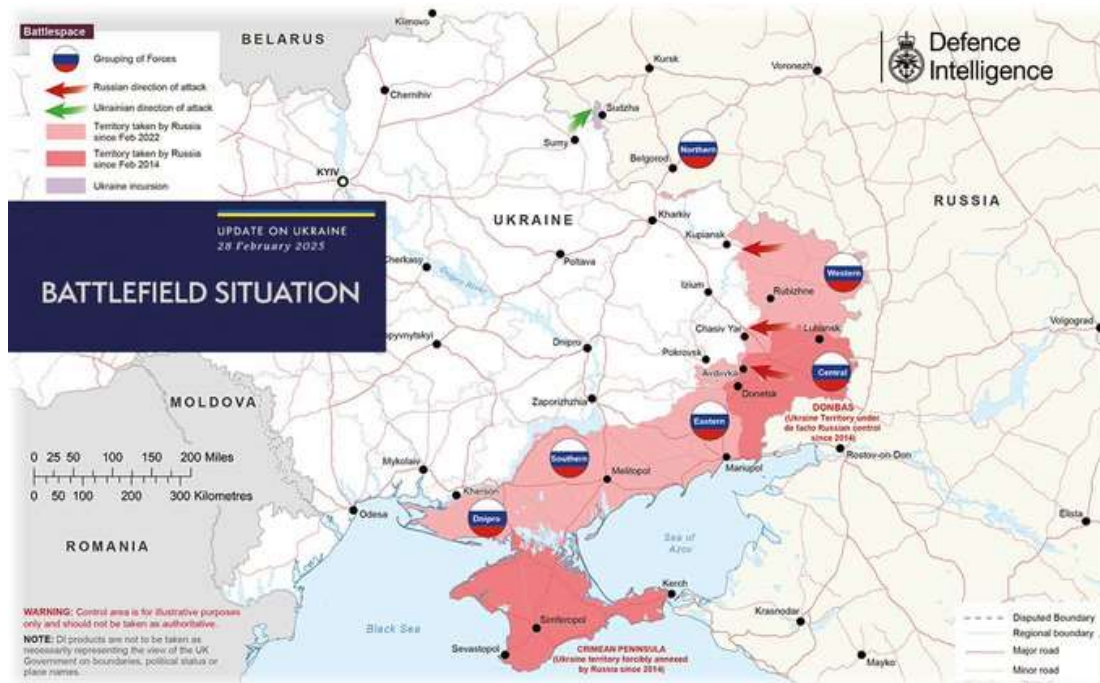 Battlespace
Grouping of Forces
Russian direction of attack
Ukrainian direction of attack
Territory taken by Russia
since Feb 2022
Territory taken by Russia
since Feb 2014
Ukraine incursion
Defence
Intelligence
UPDATE ON UKRAINE
28 February 2025
BATTLEFIELD SITUATION
BELARUS
Klimovo
Kursk
Voronezh
Chernihiv
Sudzha
Sumy
Northern
Belgorod
KYIV
RUSSIA
UKRAINE
Kharkiv
Kupiansk
Cherkasy
Poltava
Western
Izium
Rubizhne
Volgograd
Chasiv Yar
Luhansk
opyvnytskyi
Dnipro
Pokrovsk
Avdiivka
Central
Donetsk
MOLDOVA
Zaporizhzhia
DONBAS
(Ukraine Territory under
de facto Russian control
since 2014)
Eastern
Rostov-on-Don
0 25 50 100 150 200 Miles
0 50 100 200 300 Kilometres
Mykolaiv
Southern
Melitopol
Mariupol
Kherson
Odesa
Dnipro
Elista
ROMANIA
Sea of
Azov
Kerch
Krasnodar
WARNING: Control area is for illustrative purposes
only and should not be taken as authoritative.
NOTE: DI products are not to be taken as
necessarily representing the view of the UK
Government on boundaries, political status or
place names.
Black Sea
Simferopol
Sevastopol
CRIMEAN PENINSULA
(Ukraine territory forcibly annexed
by Russia since 2014)
Mayko
Disputed Boundary
Regional boundary
Major road
Minor road